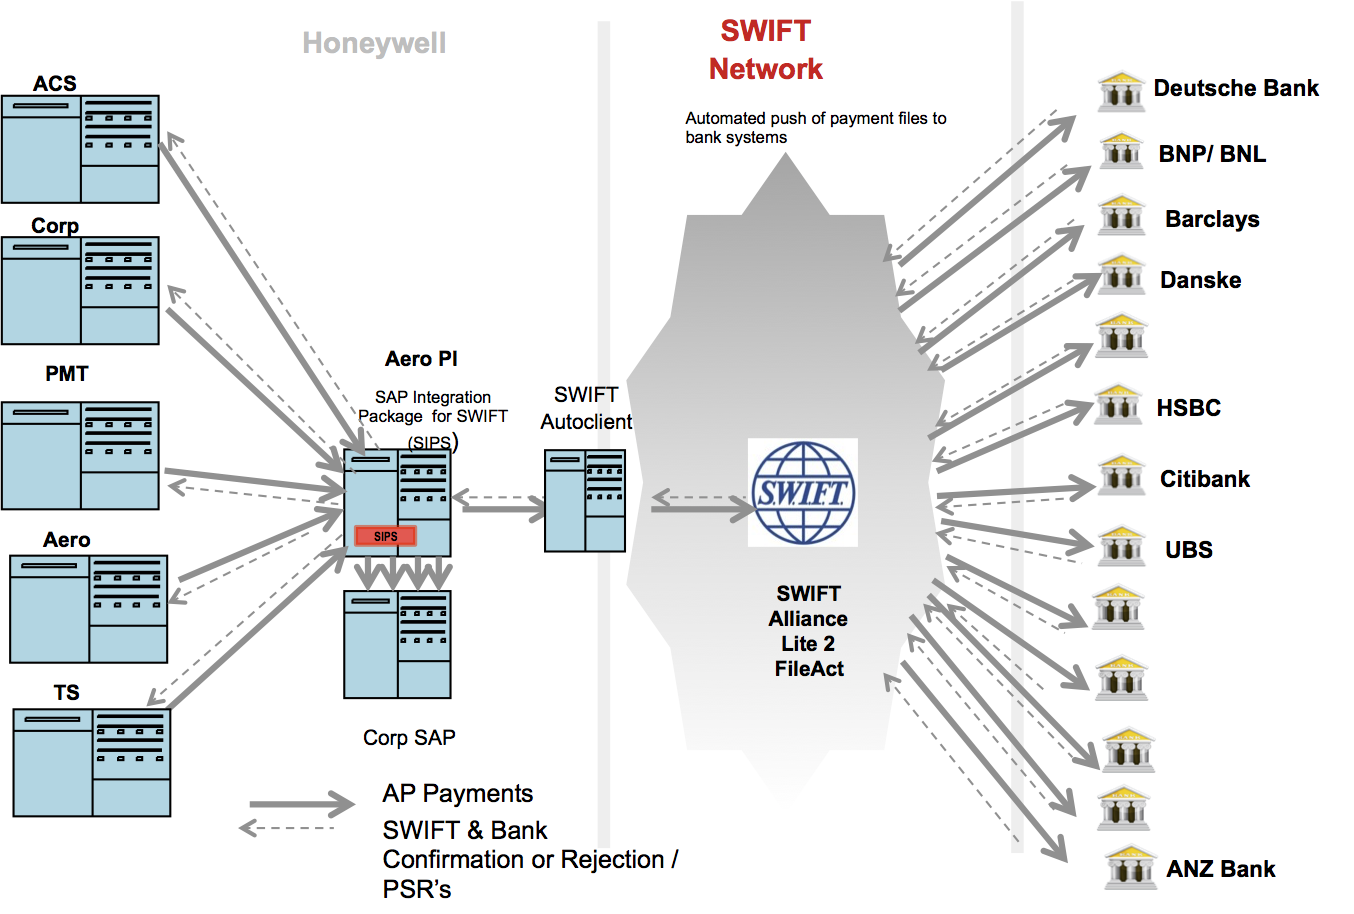 Honeywell
SWIFT
Network
Automated push of payment files to
bank systems
ACS
Corp
PMT
Aero
TS
Aero PI
SAP Integration
Package for SWIFT
(SIPS)
SIPS
Corp SAP
SWIFT
Autoclient
S.W.I.F.T.
SWIFT
Alliance
Lite 2
FileAct
Deutsche Bank
BNP/ BNL
Barclays
Danske
HSBC
Citibank
UBS
ANZ Bank
AP Payments
SWIFT & Bank
Confirmation or Rejection /
PSR's